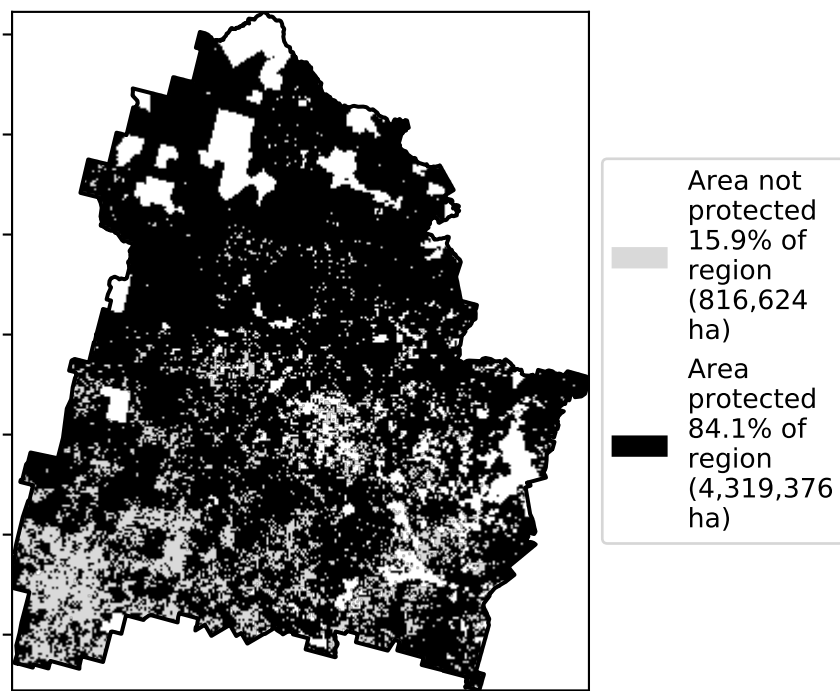 Area not
protected
15.9% of
region
(816,624
ha)
Area
protected
84.1% of
region
(4,319,376
ha)